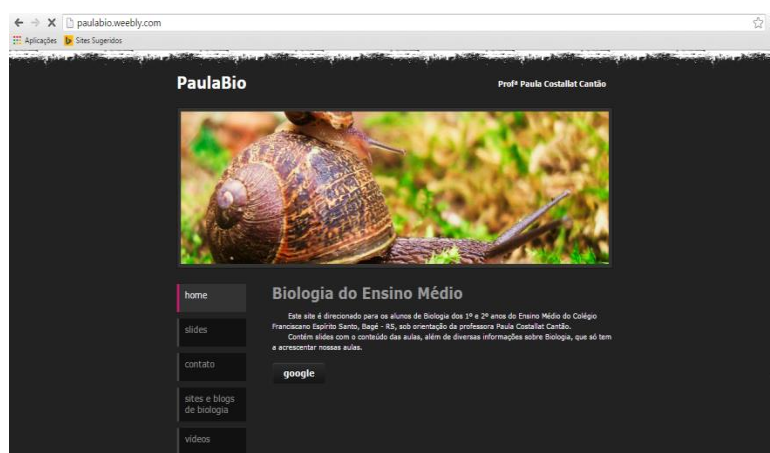 paulabio.weebly.com
Aplicações
Sites Sugeridos
PaulaBio
Profª Paula Costallat Cantão
home
slides
contato
sites e blogs
de biologia
vídeos
Biologia do Ensino Médio
Este site é direcionado para os alunos de Biologia dos 1º e 2º anos do Ensino Médio do Colégio
Franciscano Espírito Santo, Bagé - RS, sob orientação da professora Paula Costallat Cantão.
Contém slides com o conteúdo das aulas, além de diversas informações sobre Biologia, que só tem
a acrescentar nossas aulas.
google